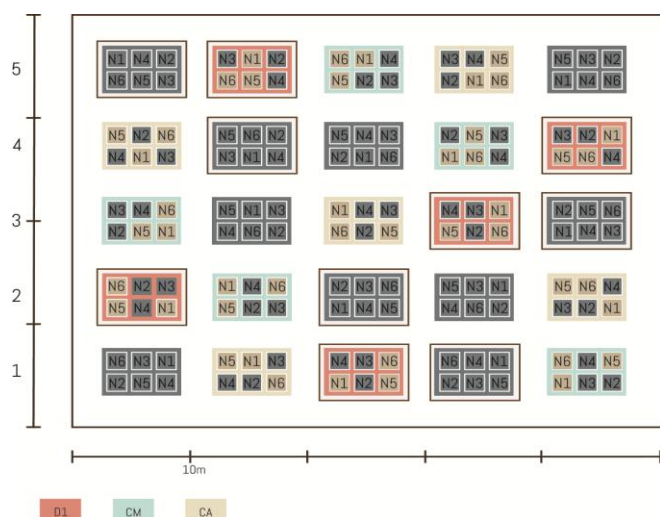 5
N1 N4 N2 N3 N1 N2 N6 N1 N4 N3 N4 N5 N5 N3 N2
N6 N5 N3 N6 N5 N4 N5 N2 N3 N2 N1 N6 N1 N4 N6
4
N5 N2 N6 N5 N6 N2 N5 N4 N3 N2 N5 N3 N3 N2 N1
N4 N1 N3 N3 N1 N4 N2 N1 N6 N1 N6 N4 N5 N6 N4
3
N3 N4 N6 N5 N1 N3 N1 N4 N3 N4 N3 N1 N2 N5 N6
N2 N5 N1 N4 N6 N2 N6 N2 N5 N5 N2 N6 N1 N4 N3
2
N6 N2 N3 N1 N4 N6 N2 N3 N6 N5 N3 N1 N5 N6 N4
N5 N4 N1 N5 N2 N3 N1 N4 N5 N4 N6 N2 N3 N2 N1
1
N6 N3 N1 N5 N1 N3 N4 N3 N6 N6 N4 N1 N6 N4 N5
N2 N5 N4 N4 N2 N6 N1 N2 N5 N2 N3 N5 N1 N3 N2
10m
D1 CM CA